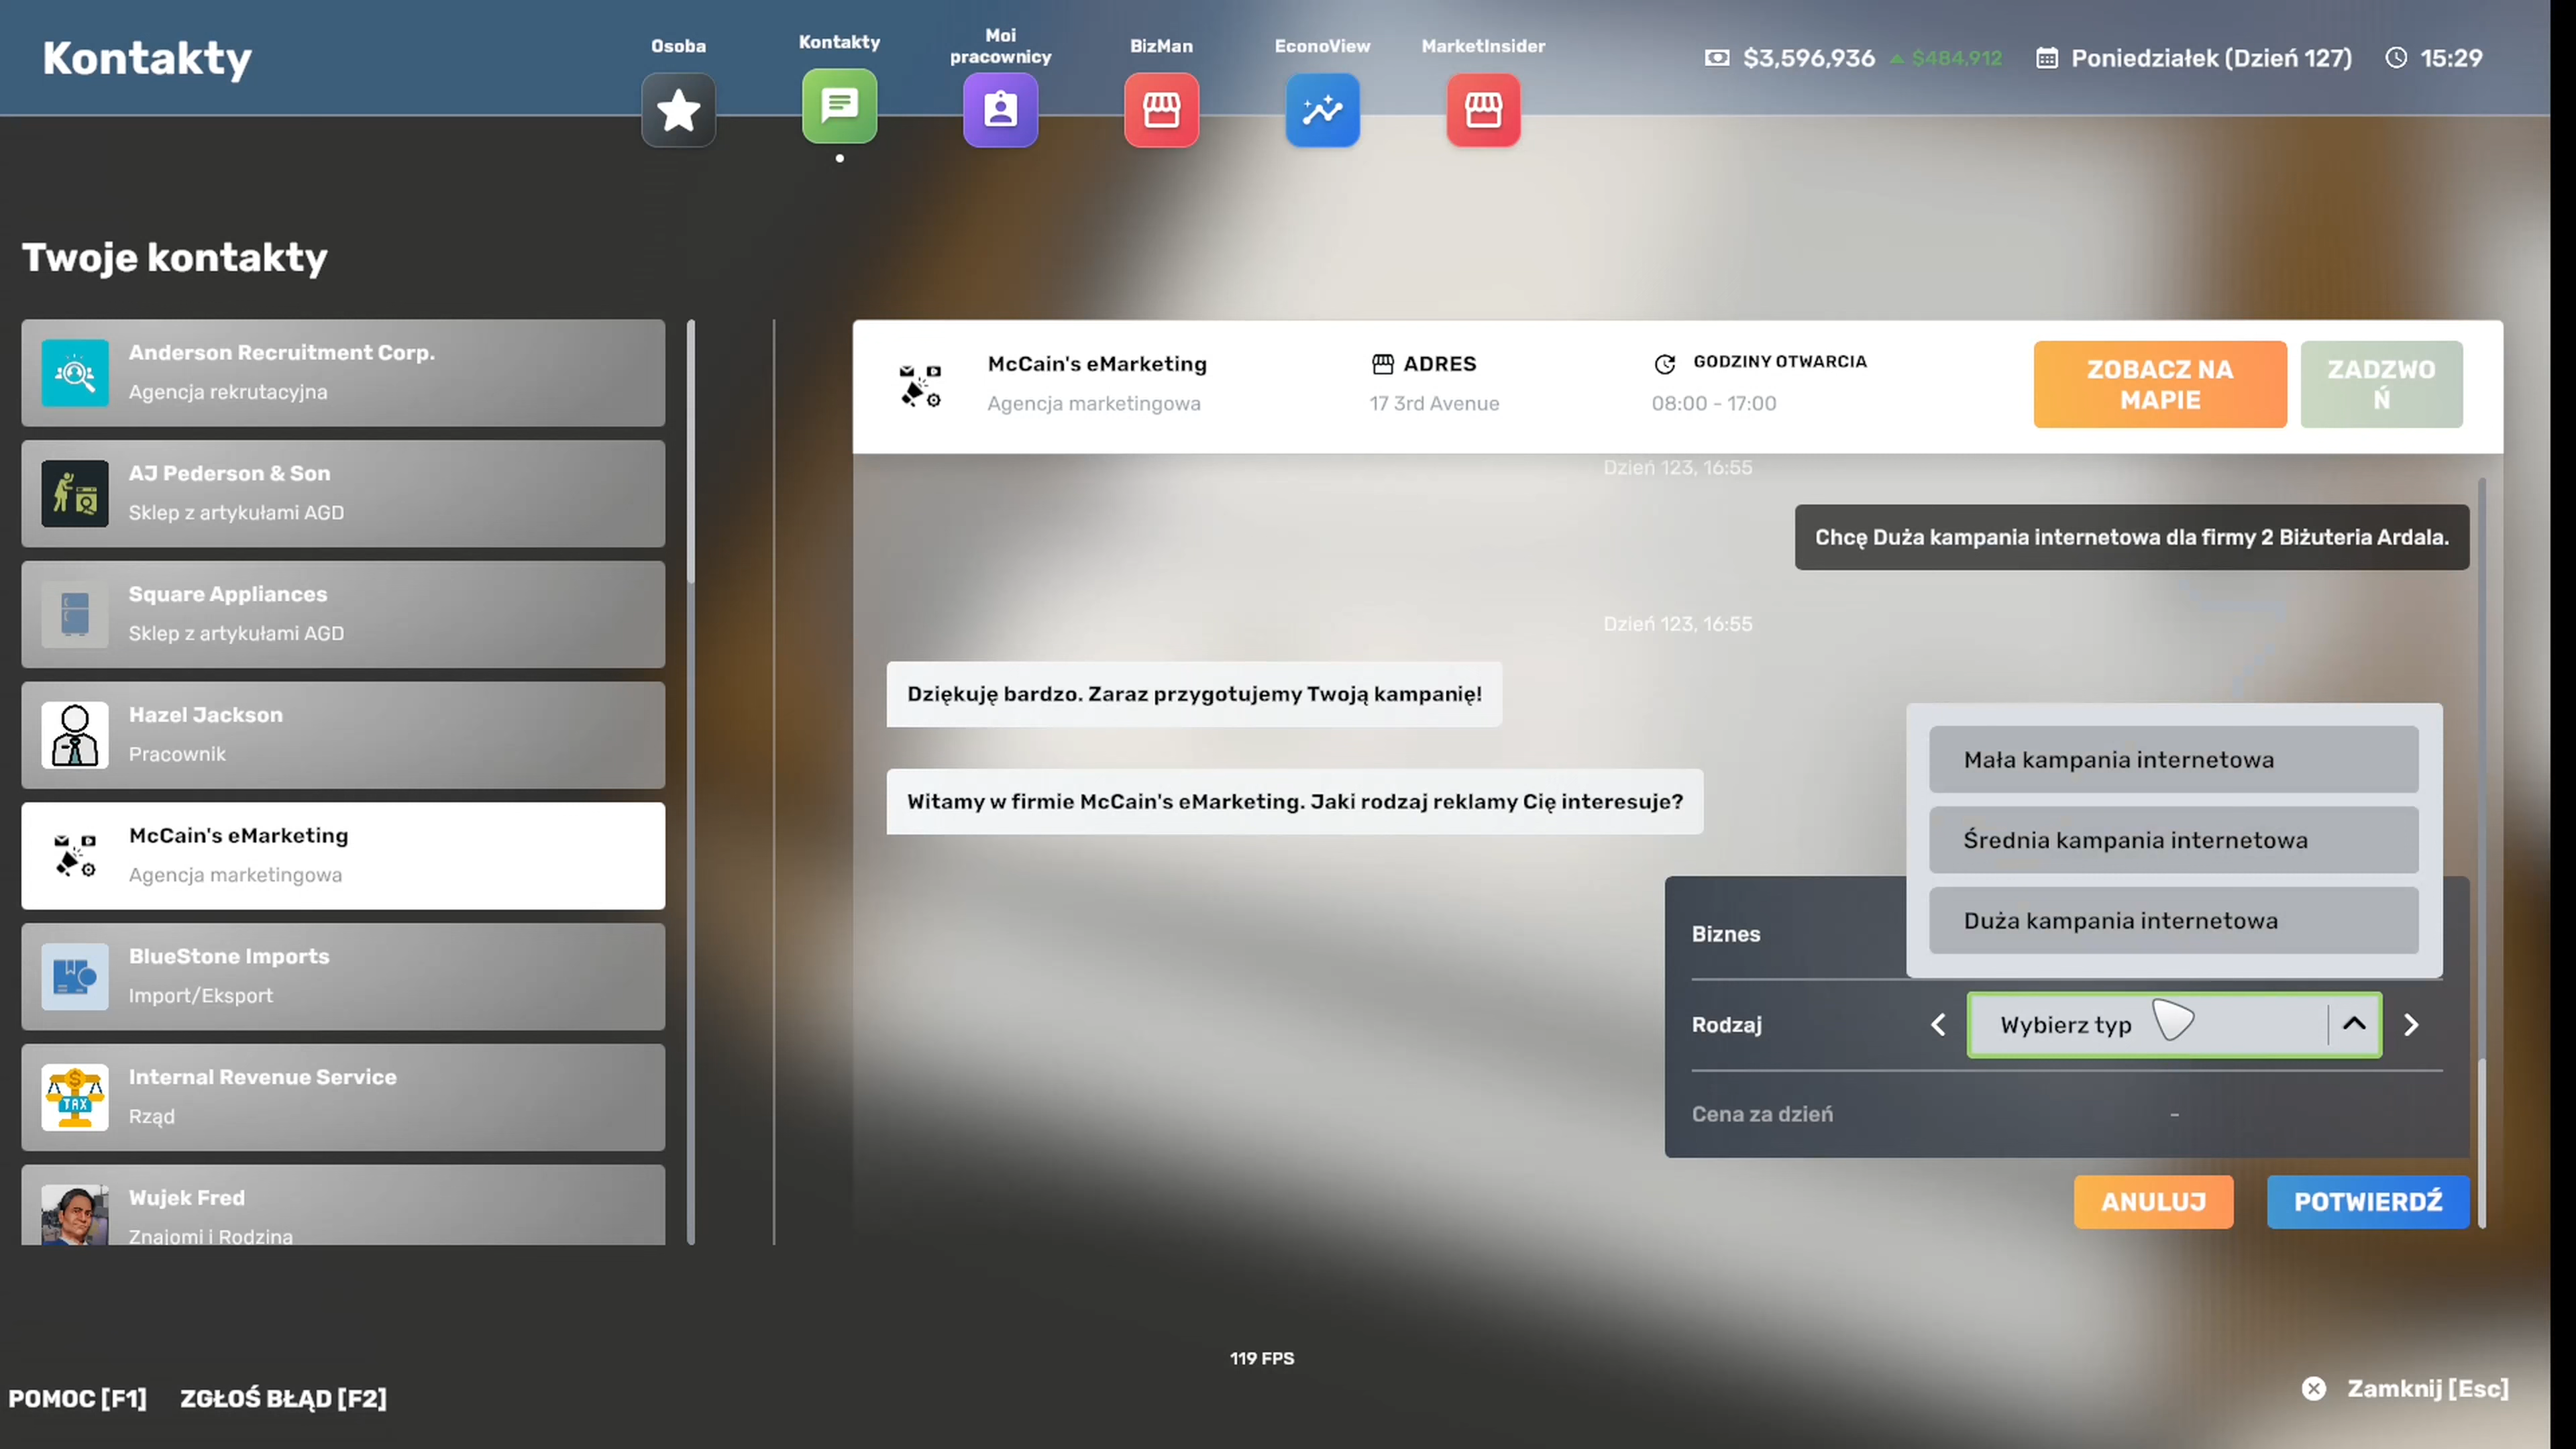 Kontakty
Osoba
Kontakty
Moi
pracownicy
BizMan
EconoView
MarketInsider
$3,596,936
$484,912
Poniedziałek (Dzień 127)
15:29
Twoje kontakty
Anderson Recruitment Corp.
Agencja rekrutacyjna
AJ Pederson & Son
Sklep z artykułami AGD
Square Appliances
Sklep z artykułami AGD
Hazel Jackson
Pracownik
McCain's eMarketing
Agencja marketingowa
BlueStone Imports
Import/Eksport
TAX
Internal Revenue Service
Rząd
Wujek Fred
Znajomi i Rodzina
McCain's eMarketing
Agencja marketingowa
ADRES
17 3rd Avenue
GODZINY OTWARCIA
08:00 - 17:00
ZOBACZ NA
MAPIE
ZADZWO
Ń
Dzień 123, 16:55
Chcę Duża kampania internetowa dla firmy 2 Biżuteria Ardala.
Dzień 123, 16:55
Dziękuję bardzo. Zaraz przygotujemy Twoją kampanię!
Witamy w firmie McCain's eMarketing. Jaki rodzaj reklamy Cię interesuje?
Mała kampania internetowa
Średnia kampania internetowa
Duża kampania internetowa
Biznes
Rodzaj
Wybierz typ
Cena za dzień
-
ANULUJ
POTWIERDŹ
119 FPS
POMOC [F1]
ZGŁOŚ BŁĄD [F2]
Zamknij [Esc]